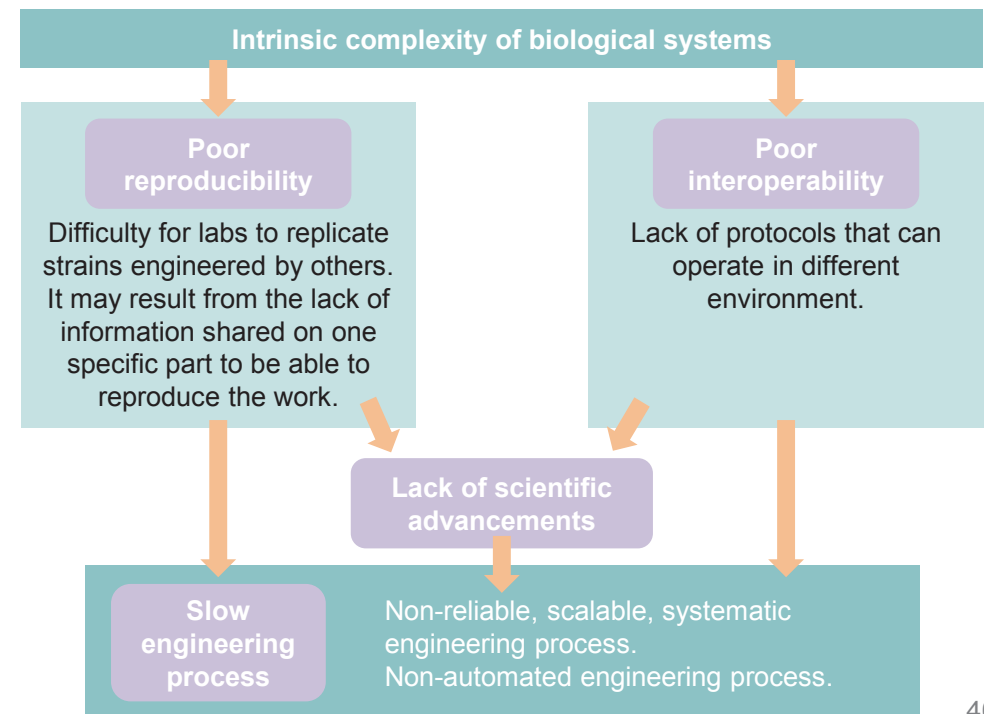 Intrinsic complexity of biological systems
Poor
reproducibility
Difficulty for labs to replicate
strains engineered by others.
It may result from the lack of
information shared on one
specific part to be able to
reproduce the work.
Poor
interoperability
Lack of protocols that can
operate in different
environment.
Lack of scientific
advancements
Slow
engineering
process
Non-reliable, scalable, systematic
engineering process.
Non-automated engineering process.